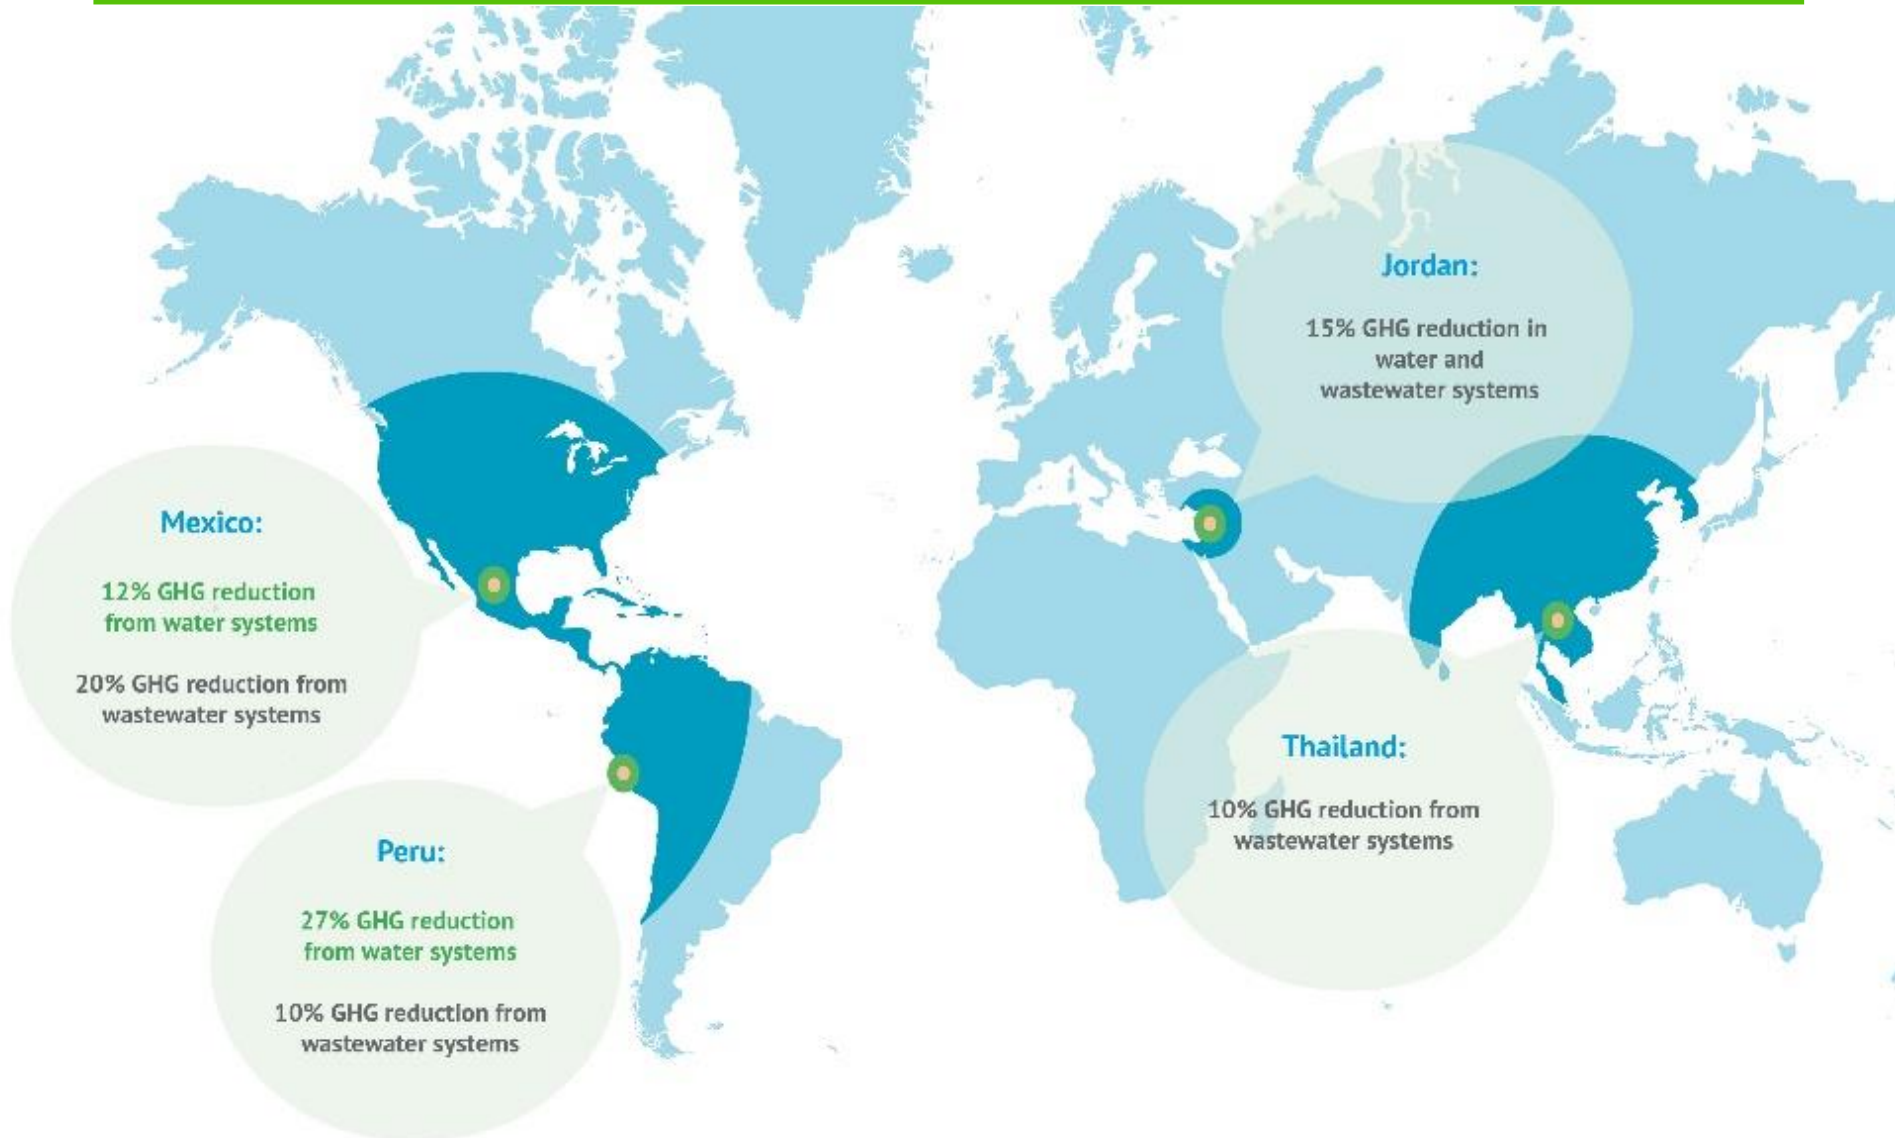 Jordan:
15% GHG reduction in
water and
wastewater systems
Mexico:
12% GHG reduction
from water systems
20% GHG reduction from
wastewater systems
Thailand:
10% GHG reduction from
wastewater systems
Peru:
27% GHG reduction
from water systems
10% GHG reduction from
wastewater systems